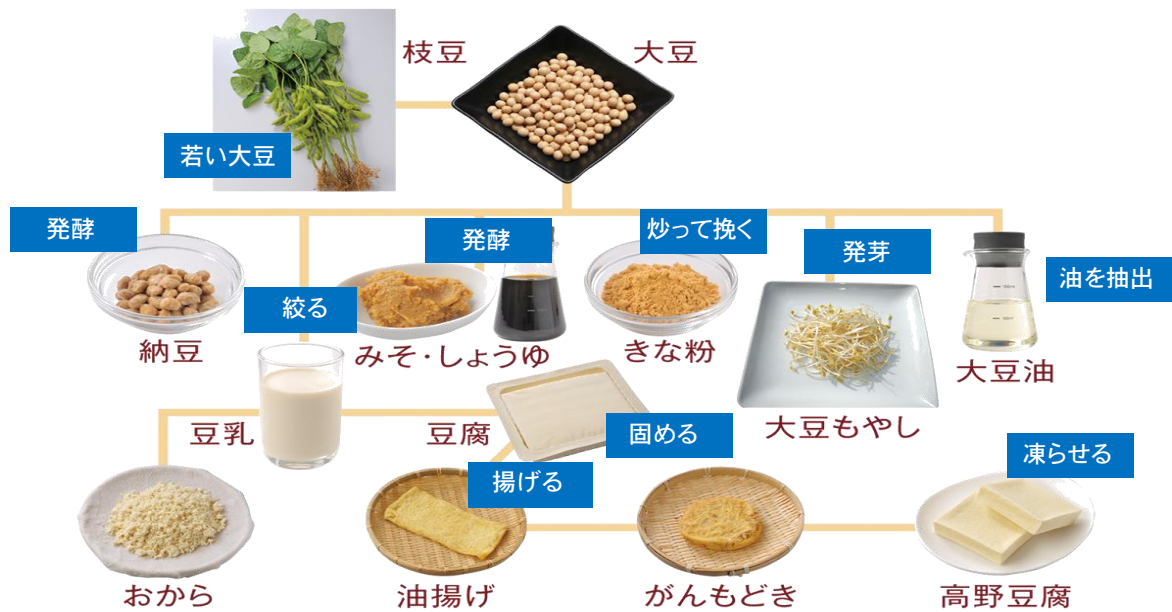 枝豆
大豆
若い大豆
発酵
発酵
炒って挽く
発芽
油を抽出
絞る
納豆
みそ・しょうゆ
きな粉
大豆もやし
大豆油
豆乳
豆腐
固める
揚げる
凍らせる
おから
油揚げ
がんもどき
高野豆腐